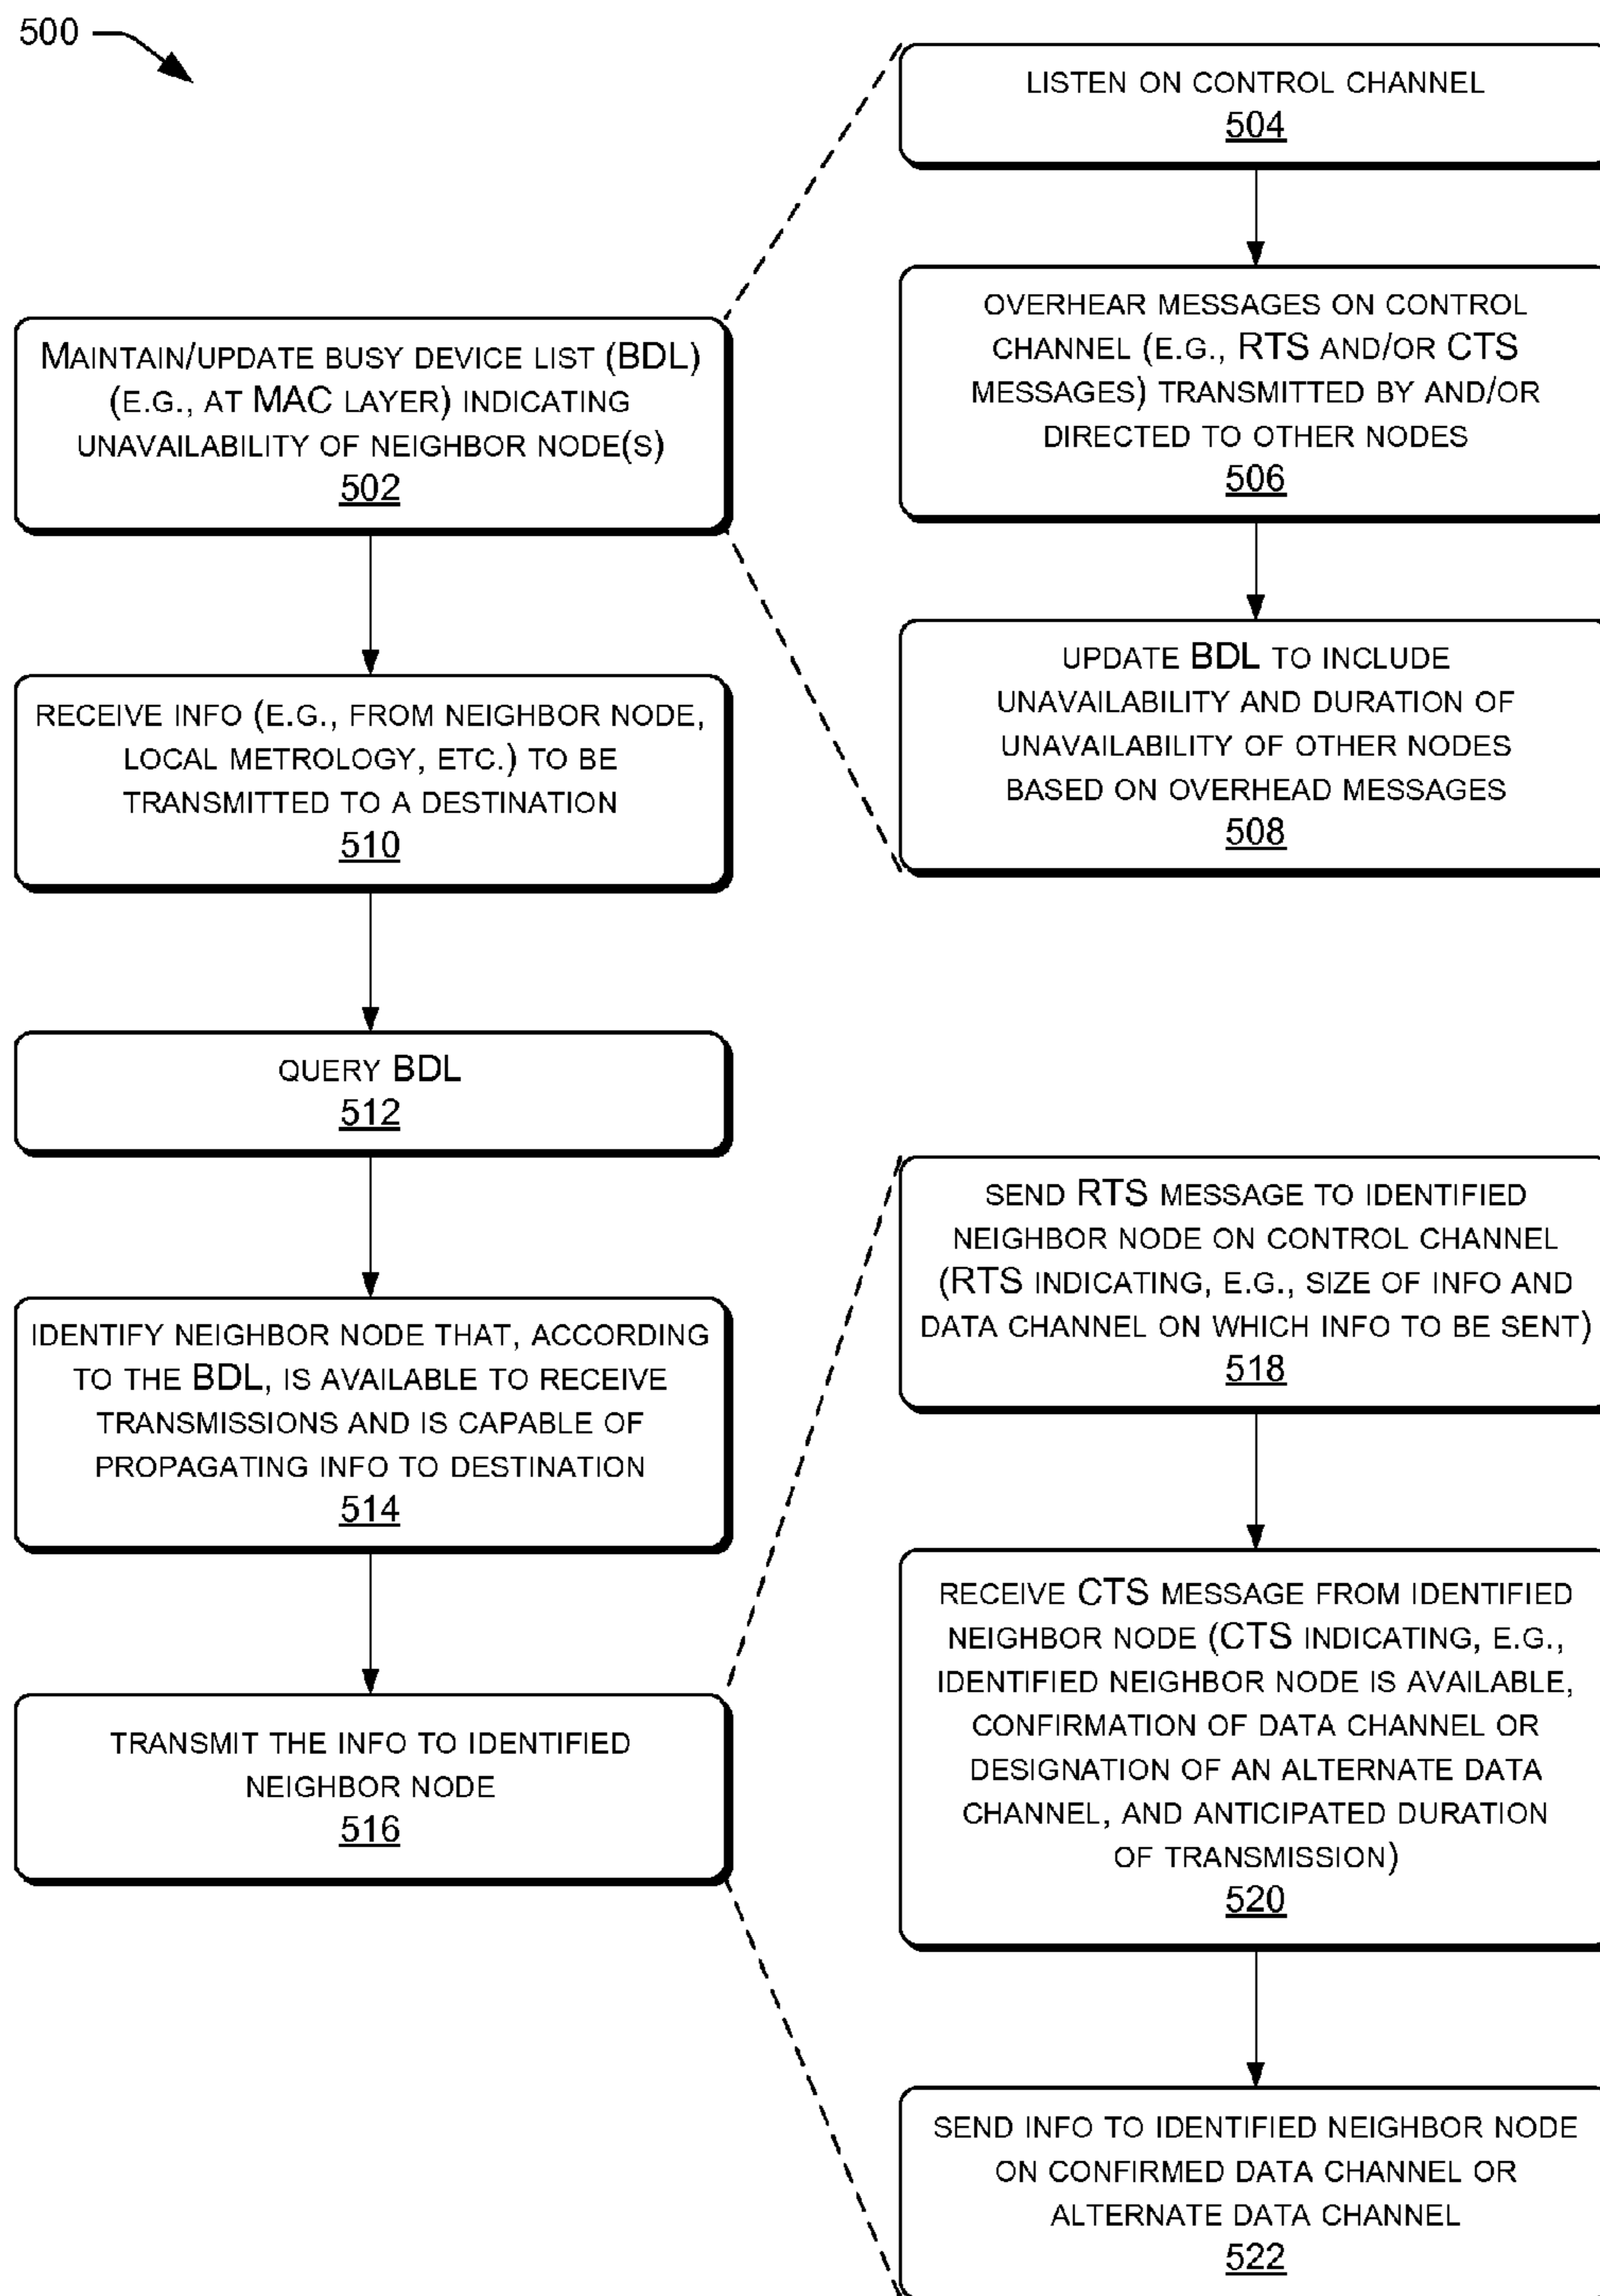 500
MAINTAIN/UPDATE BUSY DEVICE LIST (BDL)
(E.G., AT MAC LAYER) INDICATING
UNAVAILABILITY OF NEIGHBOR NODE(S)
502
LISTEN ON CONTROL CHANNEL
504
OVERHEAR MESSAGES ON CONTROL
CHANNEL (E.G., RTS AND/OR CTS
MESSAGES) TRANSMITTED BY AND/OR
DIRECTED TO OTHER NODES
506
UPDATE BDL TO INCLUDE
UNAVAILABILITY AND DURATION OF
UNAVAILABILITY OF OTHER NODES
BASED ON OVERHEAD MESSAGES
508
RECEIVE INFO (E.G., FROM NEIGHBOR NODE,
LOCAL METROLOGY, ETC.) TO BE
TRANSMITTED TO A DESTINATION
510
QUERY BDL
512
IDENTIFY NEIGHBOR NODE THAT, ACCORDING
TO THE BDL, IS AVAILABLE TO RECEIVE
TRANSMISSIONS AND IS CAPABLE OF
PROPAGATING INFO TO DESTINATION
514
TRANSMIT THE INFO TO IDENTIFIED
NEIGHBOR NODE
516
SEND RTS MESSAGE TO IDENTIFIED
NEIGHBOR NODE ON CONTROL CHANNEL
(RTS INDICATING, E.G., SIZE OF INFO AND
DATA CHANNEL ON WHICH INFO TO BE SENT)
518
RECEIVE CTS MESSAGE FROM IDENTIFIED
NEIGHBOR NODE (CTS INDICATING, E.G.,
IDENTIFIED NEIGHBOR NODE IS AVAILABLE,
CONFIRMATION OF DATA CHANNEL OR
DESIGNATION OF AN ALTERNATE DATA
CHANNEL, AND ANTICIPATED DURATION
OF TRANSMISSION)
520
SEND INFO TO IDENTIFIED NEIGHBOR NODE
ON CONFIRMED DATA CHANNEL OR
ALTERNATE DATA CHANNEL
522